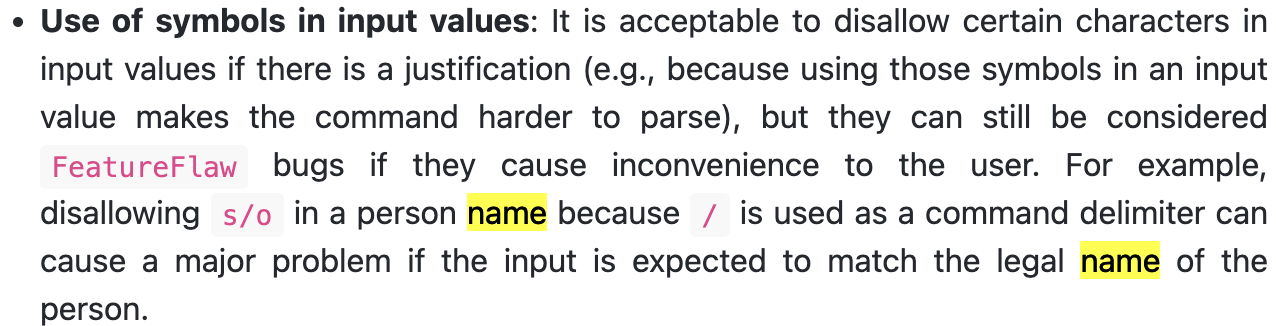 • Use of symbols in input values: It is acceptable to disallow certain characters in
input values if there is a justification (e.g., because using those symbols in an input
value makes the command harder to parse), but they can still be considered
FeatureFlaw bugs if they cause inconvenience to the user. For example,
disallowing s/o in a person name because / is used as a command delimiter can
cause a major problem if the input is expected to match the legal name of the
person.